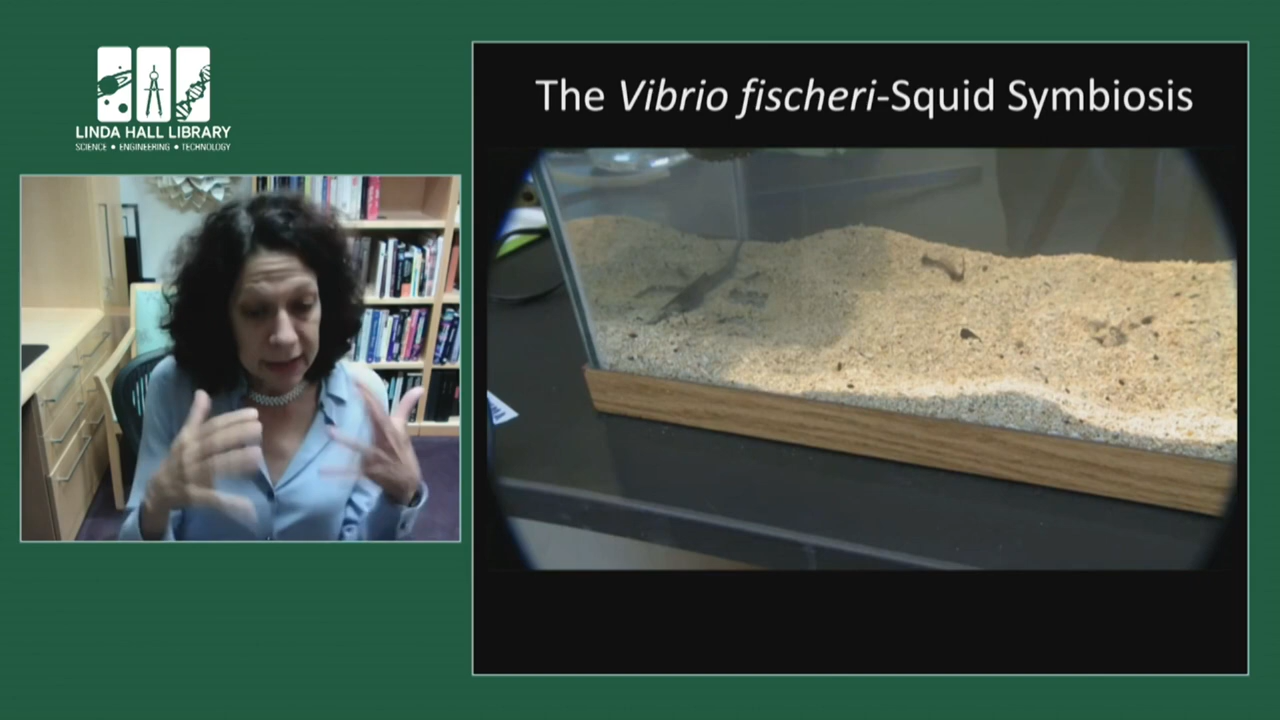 LINDA HALL LIBRARY
SCIENCE • ENGINEERING • TECHNOLOGY
The Vibrio fischeri-Squid Symbiosis